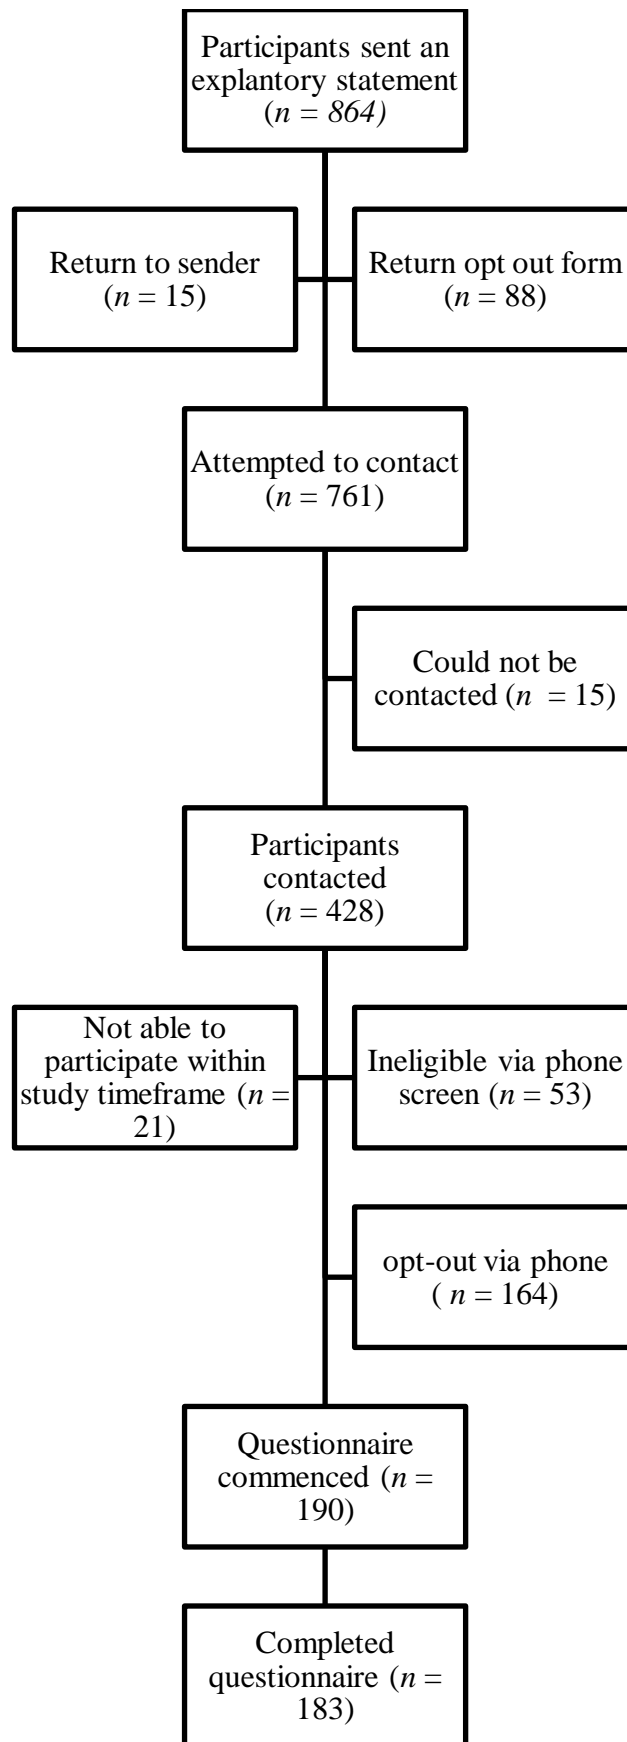 Participants sent an
explantory statement
(n = 864)
Return to sender
(n = 15)
Return opt out form
(n = 88)
Attempted to contact
(n = 761)
Could not be
contacted (n = 15)
Participants
contacted
(n = 428)
Not able to
participate within
study timeframe (n =
21)
Ineligible via phone
screen (n = 53)
opt-out via phone
( n = 164)
Questionnaire
commenced (n =
190)
Completed
questionnaire (n =
183)